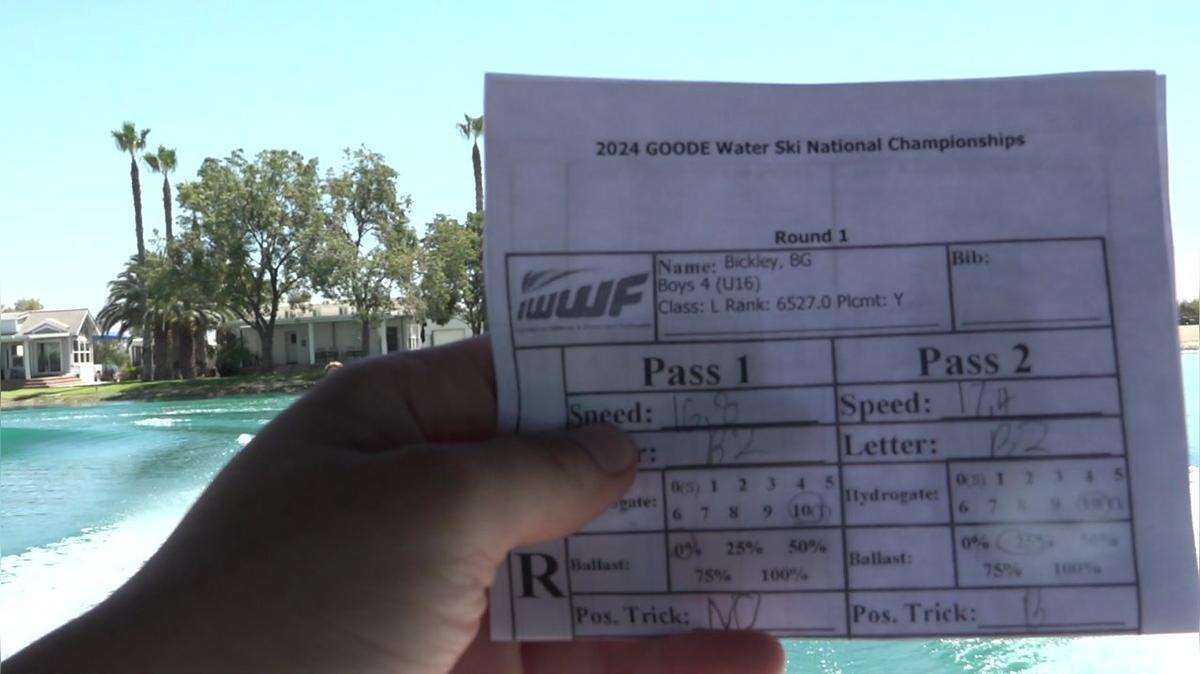 2024 GOODE Water Ski National Championships
Round 1
IWWF
Name: Bickley, BG
Bib:
Boys 4 (U16)
Class: L Rank: 6527.0 Plcmt: Y
Pass 1
Pass 2
Speed: 16,8
Speed: 17,4
r: B2
Letter: B2
gate:
0(S) 1 2 3 4 5
6 7 8 9 10(T)
Hydrogate:
0(S) 1 2 3 4 5
6 7 8 9 10(T)
R
Ballast:
0% 25% 50%
75% 100%
Ballast:
0% 25% 50%
75% 100%
Pos. Trick:
Pos. Trick: B